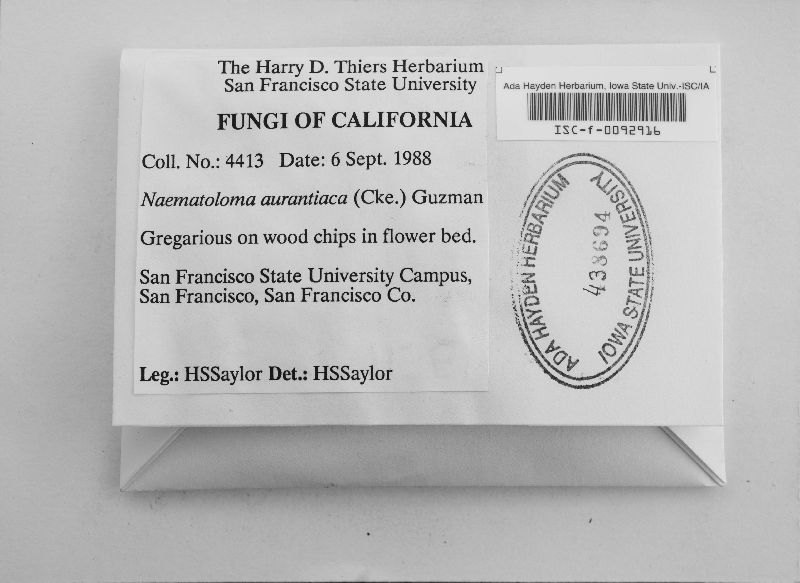 The Harry D. Thiers Herbarium
San Francisco State University
FUNGI OF CALIFORNIA
Coll. No.: 4413 Date: 6 Sept. 1988
Naematoloma aurantiaca (Cke.) Guzman
Gregarious on wood chips in flower bed.
San Francisco State University Campus,
San Francisco, San Francisco Co.
Leg.: HSSaylor Det.: HSSaylor
Ada Hayden Herbarium, Iowa State Univ.-ISC/IA
ISC-f-0092916
ADA HAYDEN HERBARIUM
438694
IOWA STATE UNIVERSITY